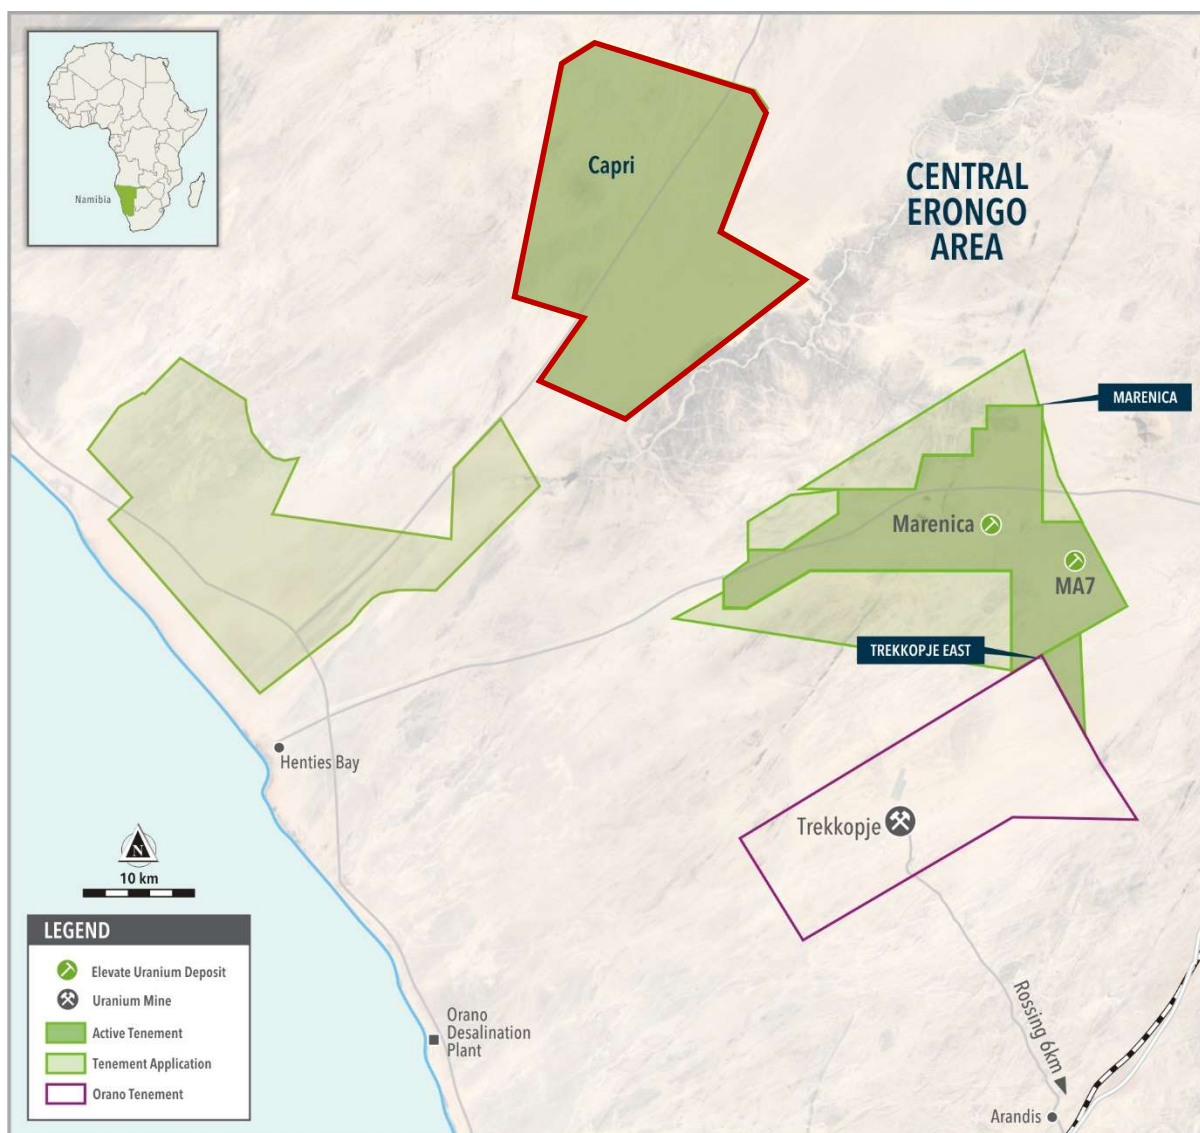 Namibia
Capri
CENTRAL
ERONGO
AREA
MARENICA
Marenica
MA7
TREKKOPJE EAST
Henties Bay
Trekkopje
N
10 km
LEGEND
Elevate Uranium Deposit
Uranium Mine
Active Tenement
Tenement Application
Orano Tenement
Orano
Desalination
Plant
Rossing 6km
Arandis